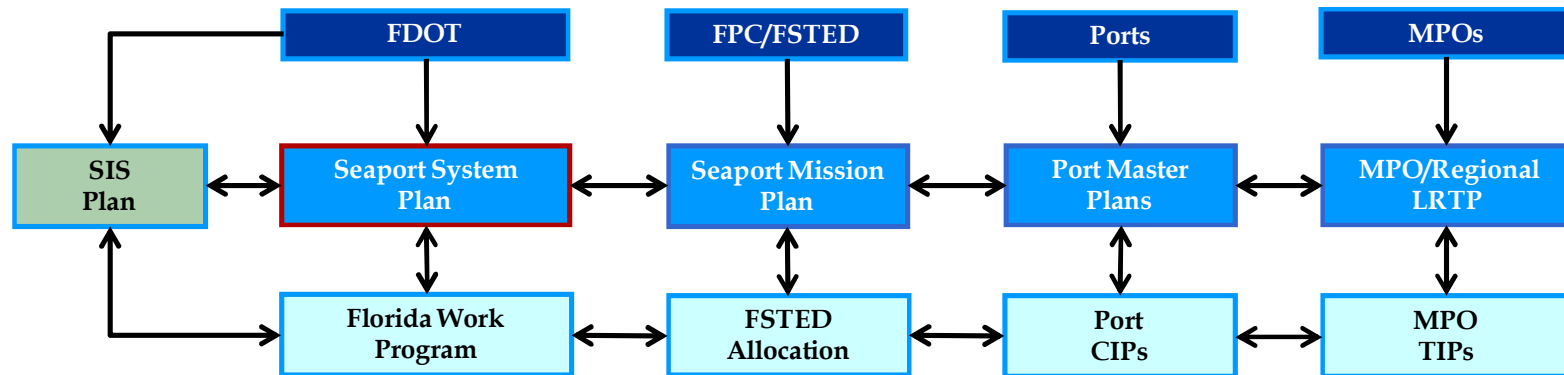 FDOT
FPC/FSTED
Ports
MPOs
SIS
Plan
Seaport System
Plan
Seaport Mission
Plan
Port Master
Plans
MPO/Regional
LRTP
Florida Work
Program
FSTED
Allocation
Port
CIPs
MPO
TIPs